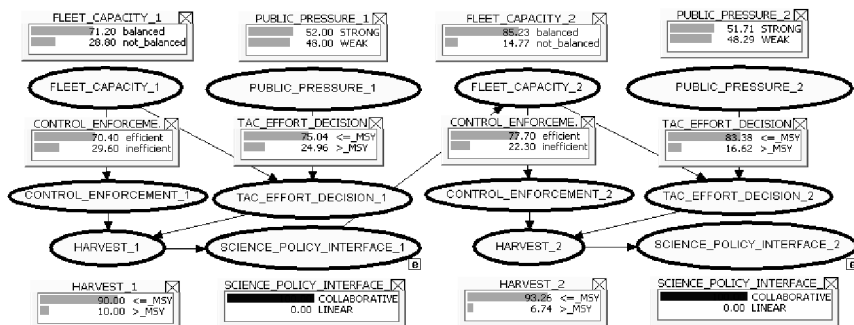 FLEET_CAPACITY_1
71.20 balanced
28.80 not_balanced
PUBLIC_PRESSURE_1
52.00 STRONG
48.00 WEAK
FLEET_CAPACITY_2
85.23 balanced
14.77 not_balanced
PUBLIC_PRESSURE_2
51.71 STRONG
48.29 WEAK
FLEET_CAPACITY_1
PUBLIC_PRESSURE_1
FLEET_CAPACITY_2
PUBLIC_PRESSURE_2
CONTROL_ENFORCEME.
70.40 efficient
29.60 inefficient
TAC_EFFORT_DECISION
75.04 <=_MSY
24.96 >_MSY
CONTROL_ENFORCEME.
77.70 efficient
22.30 inefficient
TAC_EFFORT_DECISION
83.38 <=_MSY
16.62 >_MSY
CONTROL_ENFORCEMENT_1
TAC_EFFORT_DECISION_1
CONTROL_ENFORCEMENT_2
TAC_EFFORT_DECISION_2
HARVEST_1
SCIENCE_POLICY_INTERFACE_1
HARVEST_2
SCIENCE_POLICY_INTERFACE_2
B
B
HARVEST_1
90.00 <=_MSY
10.00 >_MSY
SCIENCE_POLICY_INTERFACE_
COLLABORATIVE
0.00 LINEAR
HARVEST_2
93.26 <=_MSY
6.74 >_MSY
SCIENCE_POLICY_INTERFACE_
COLLABORATIVE
0.00 LINEAR